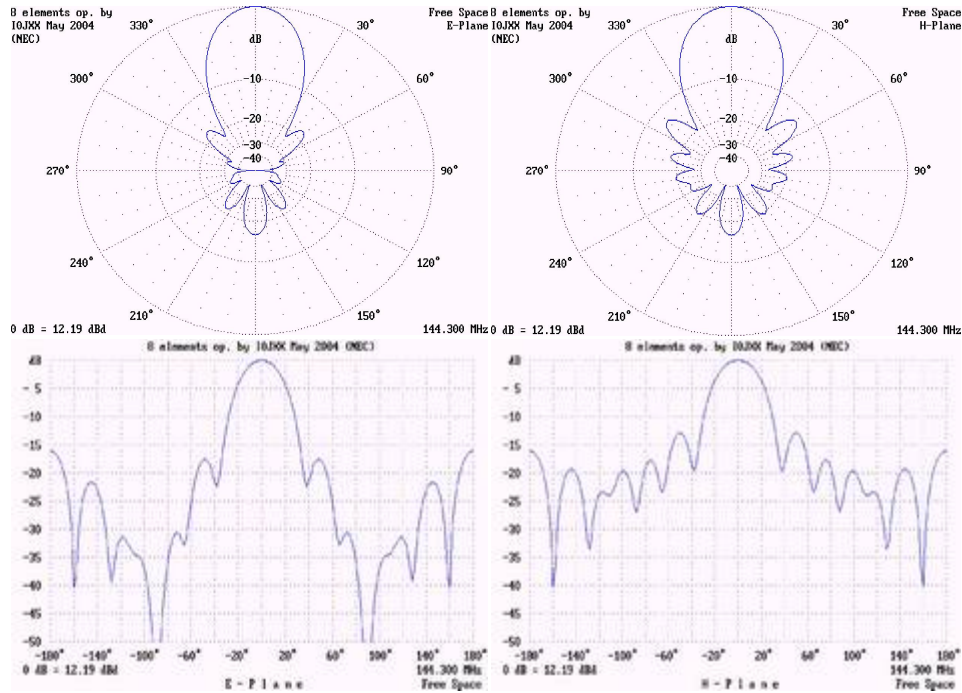 8 elements op. by
I0JXX May 2004
(NEC)
Free Space
E-Plane
330°
30°
dB
300°
-10
60°
-20
-30
-40
270°
90°
240°
120°
210°
150°
0 dB = 12.19 dBd
144.300 MHz
8 elements op. by
I0JXX May 2004
(NEC)
Free Space
H-Plane
330°
30°
dB
300°
-10
60°
-20
-30
-40
270°
90°
240°
120°
210°
150°
0 dB = 12.19 dBd
144.300 MHz
8 elements op. by I0JXX May 2004 (NEC)
dB
-5
-10
-15
-20
-25
-30
-35
-40
-45
-50
-180° -140° -100° -60° -20° 20° 60° 100° 140° 180°
0 dB = 12.19 dBd
144.300 MHz
E-Plane
Free Space
8 elements op. by I0JXX May 2004 (NEC)
dB
-5
-10
-15
-20
-25
-30
-35
-40
-45
-50
-180° -140° -100° -60° -20° 20° 60° 100° 140° 180°
0 dB = 12.19 dBd
144.300 MHz
H-Plane
Free Space